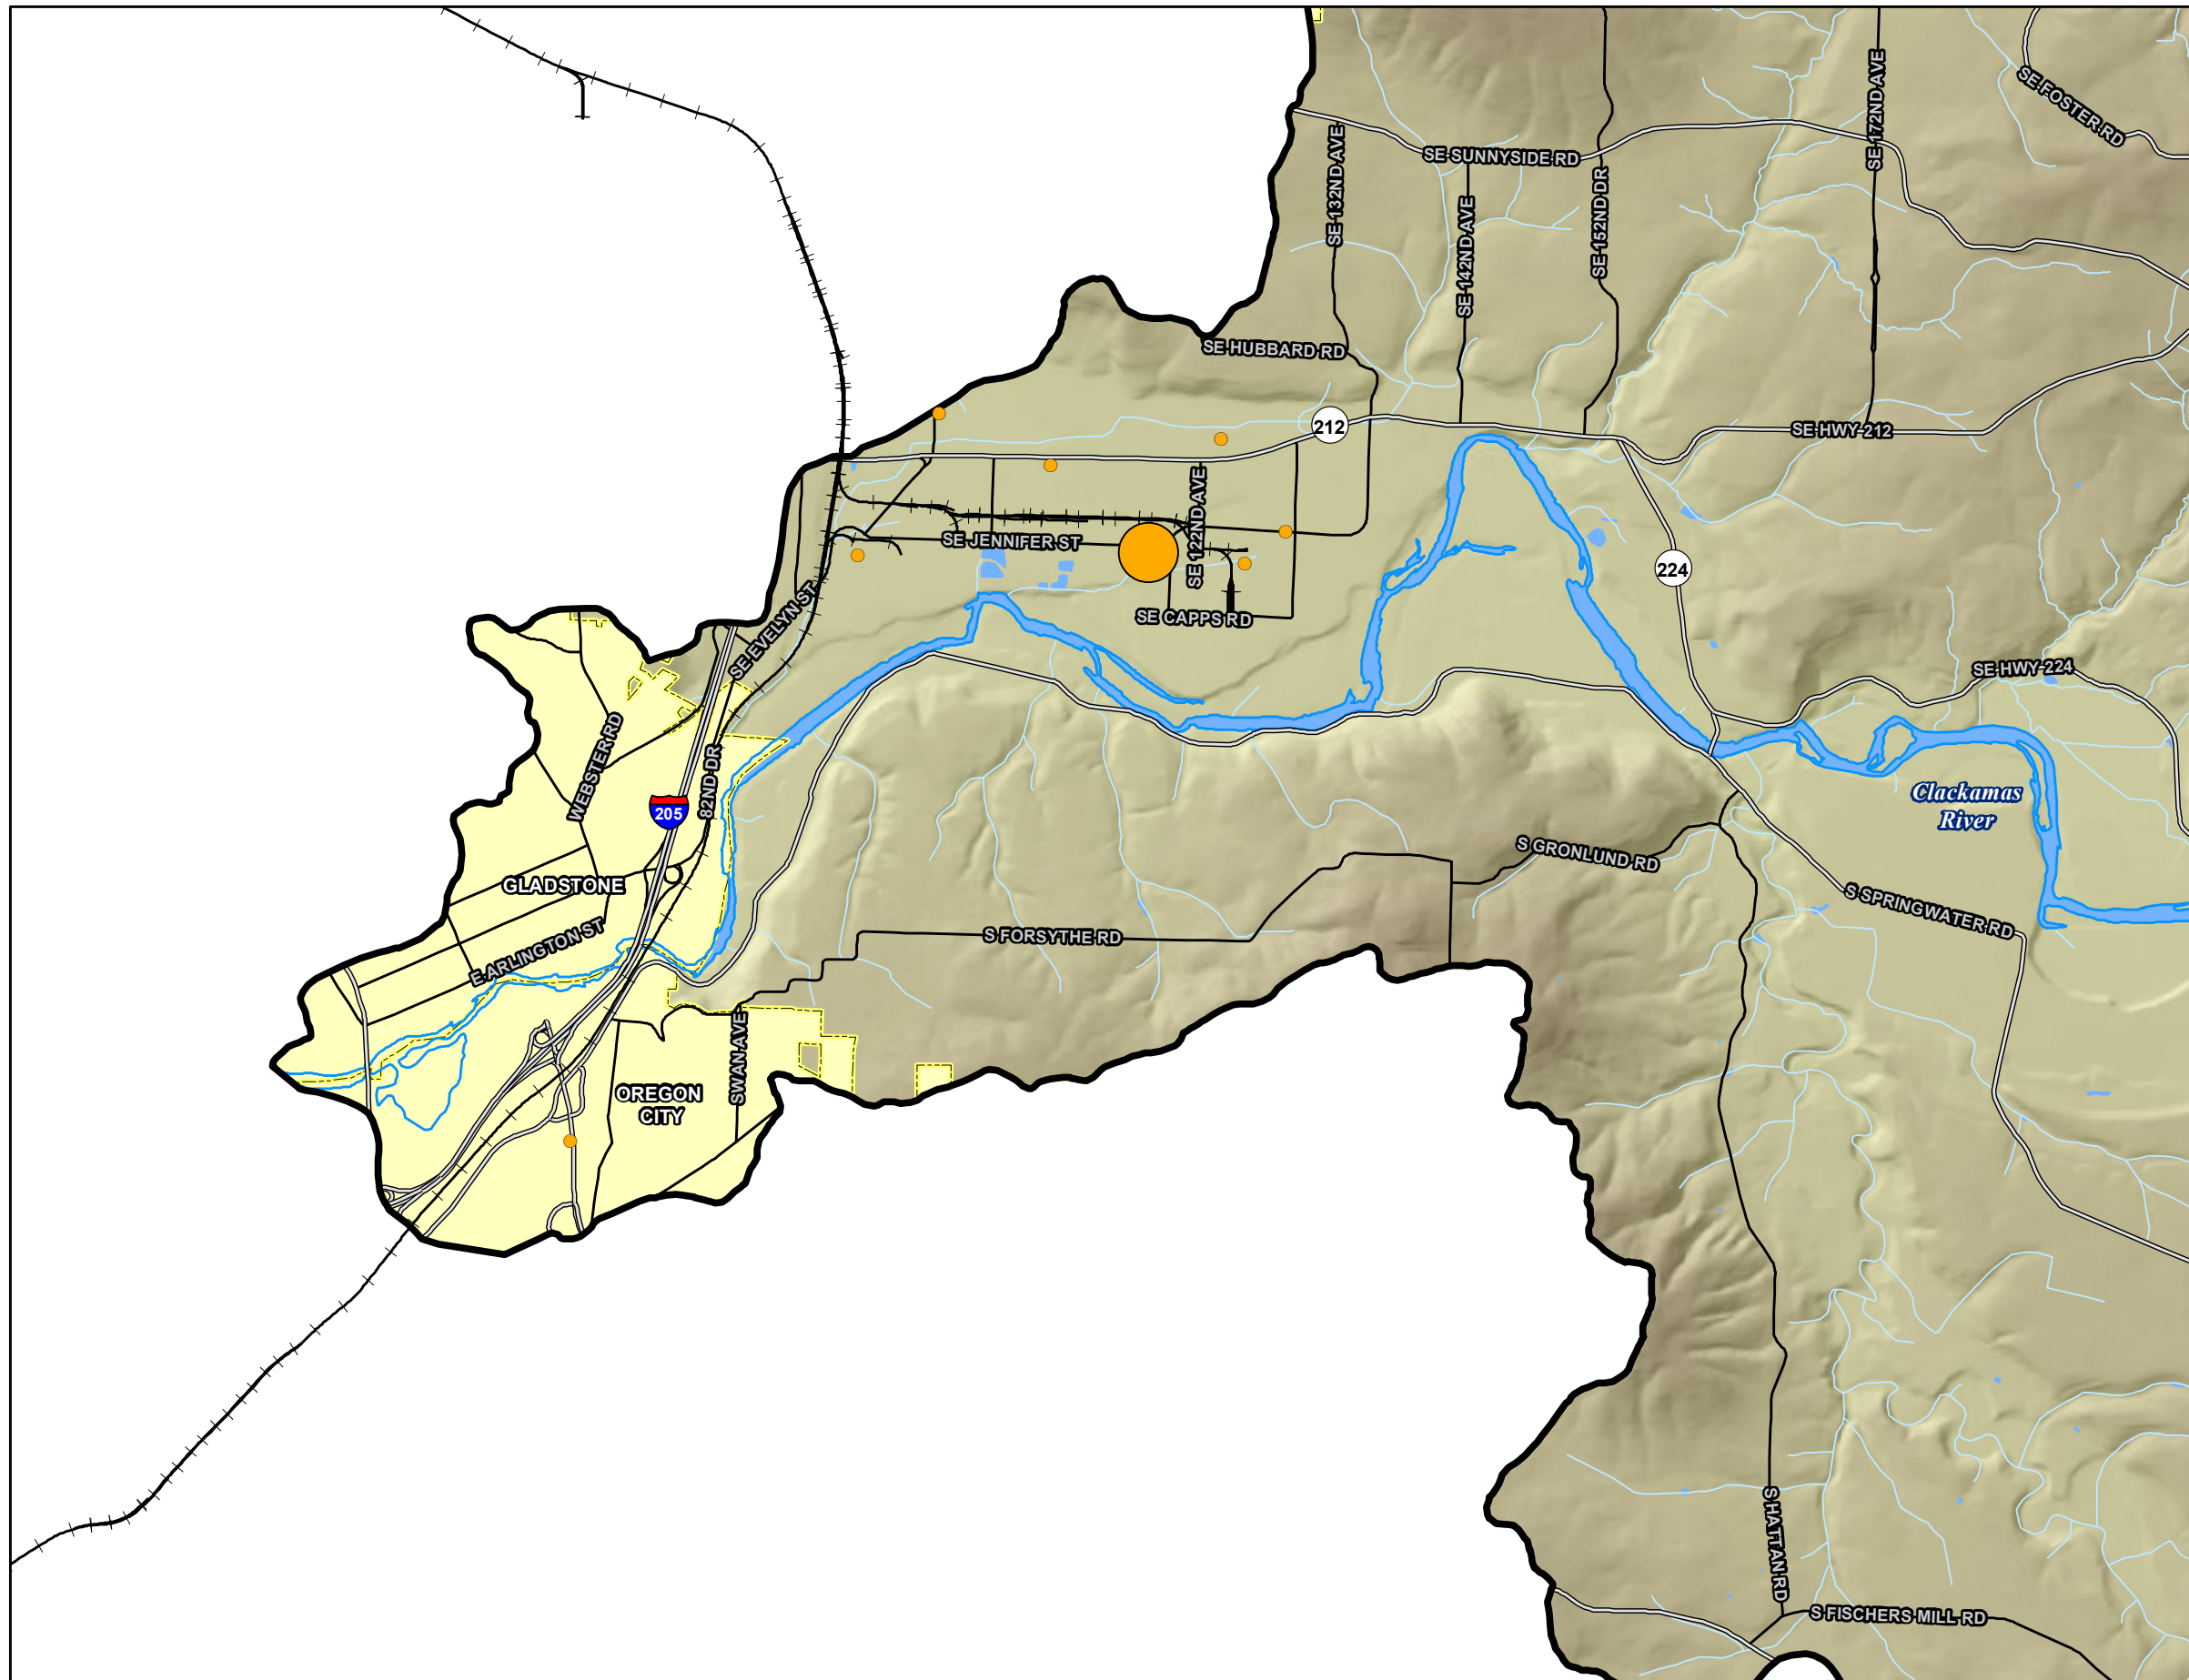 SE FOSTER RD
SE 172ND AVE
SE SUNNYSIDE RD
SE 132ND AVE
SE 152ND DR
SE 142ND AVE
SE HUBBARD RD
212
SE HWY 212
SE 122ND AVE
SE JENNIFER ST
224
SE CAPPS RD
SE EVELYN ST
SE HWY 224
WEBSTER RD
82ND DR
205
Clackamas
River
S GRONLUND RD
GLADSTONE
S SPRINGWATER RD
E ARLINGTON ST
S FORSYTHE RD
SWAN AVE
OREGON
CITY
S HATTAN RD
S FISCHERS MILL RD